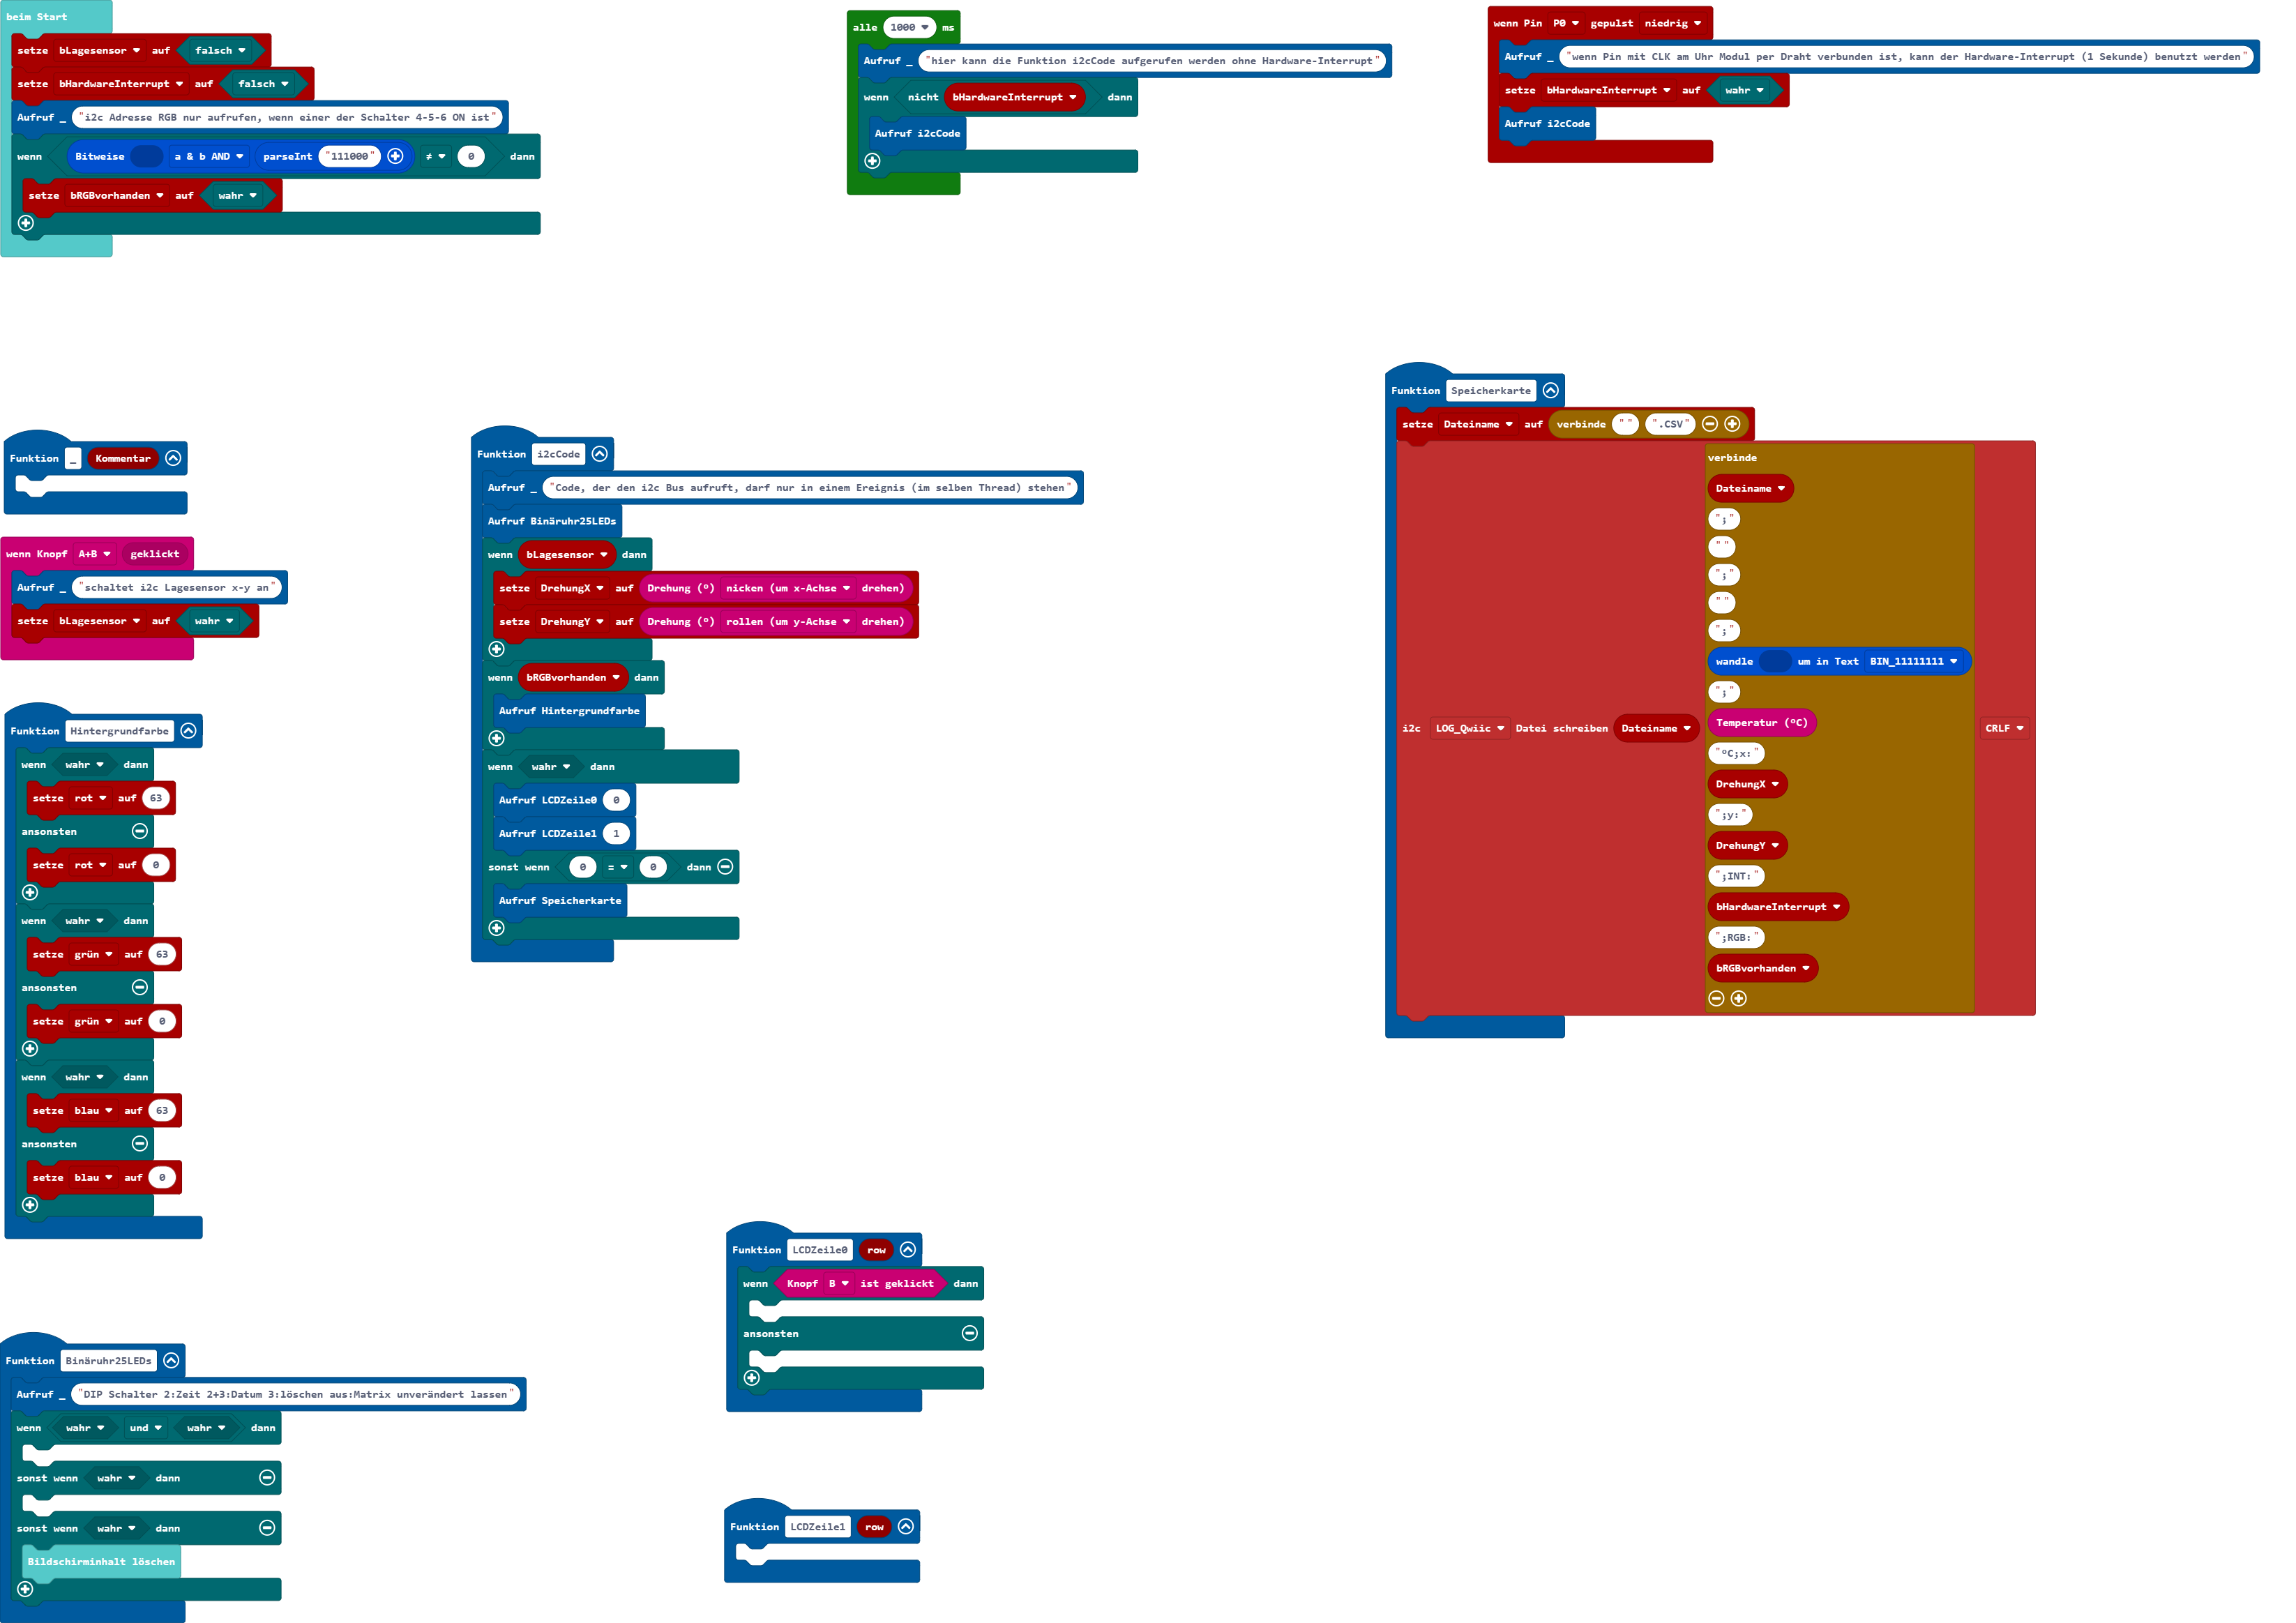 beim Start
setze bLagesensor auf falsch
setze bHardwareInterrupt auf falsch
Aufruf _ "i2c Adresse RGB nur aufrufen, wenn einer der Schalter 4-5-6 ON ist"
wenn Bitweise a & b AND parseInt "111000" ≠ 0 dann
setze bRGBvorhanden auf wahr
alle 1000 ms
Aufruf _ "hier kann die Funktion i2cCode aufgerufen werden ohne Hardware-Interrupt"
wenn nicht bHardwareInterrupt dann
Aufruf i2cCode
wenn Pin P0 gepulst niedrig
Aufruf _ "wenn Pin mit CLK am Uhr Modul per Draht verbunden ist, kann der Hardware-Interrupt (1 Sekunde) benutzt werden"
setze bHardwareInterrupt auf wahr
Aufruf i2cCode
Funktion _ Kommentar
wenn Knopf A+B geklickt
Aufruf _ "schaltet i2c Lagesensor x-y an"
setze bLagesensor auf wahr
Funktion Hintergrundfarbe
wenn wahr dann
setze rot auf 63
ansonsten
setze rot auf 0
wenn wahr dann
setze grün auf 63
ansonsten
setze grün auf 0
wenn wahr dann
setze blau auf 63
ansonsten
setze blau auf 0
Funktion i2cCode
Aufruf _ "Code, der den i2c Bus aufruft, darf nur in einem Ereignis (im selben Thread) stehen"
Aufruf Binäruhr25LEDs
wenn bLagesensor dann
setze DrehungX auf Drehung (º) nicken (um x-Achse drehen)
setze DrehungY auf Drehung (º) rollen (um y-Achse drehen)
wenn bRGBvorhanden dann
Aufruf Hintergrundfarbe
wenn wahr dann
Aufruf LCDZeile0 0
Aufruf LCDZeile1 1
sonst wenn 0 = 0 dann
Aufruf Speicherkarte
Funktion Speicherkarte
setze Dateiname auf verbinde "" ".CSV"
i2c LOG_Qwiic Datei schreiben Dateiname
verbinde
Dateiname
";"
""
";"
""
";"
wandle um in Text BIN_11111111
";"
Temperatur (ºC)
"ºC;x:"
DrehungX
";y:"
DrehungY
";INT:"
bHardwareInterrupt
";RGB:"
bRGBvorhanden
CRLF
Funktion LCDZeile0 row
wenn Knopf B ist geklickt dann
ansonsten
Funktion Binäruhr25LEDs
Aufruf _ "DIP Schalter 2:Zeit 2+3:Datum 3:löschen aus:Matrix unverändert lassen"
wenn wahr und wahr dann
sonst wenn wahr dann
sonst wenn wahr dann
Bildschirminhalt löschen
Funktion LCDZeile1 row